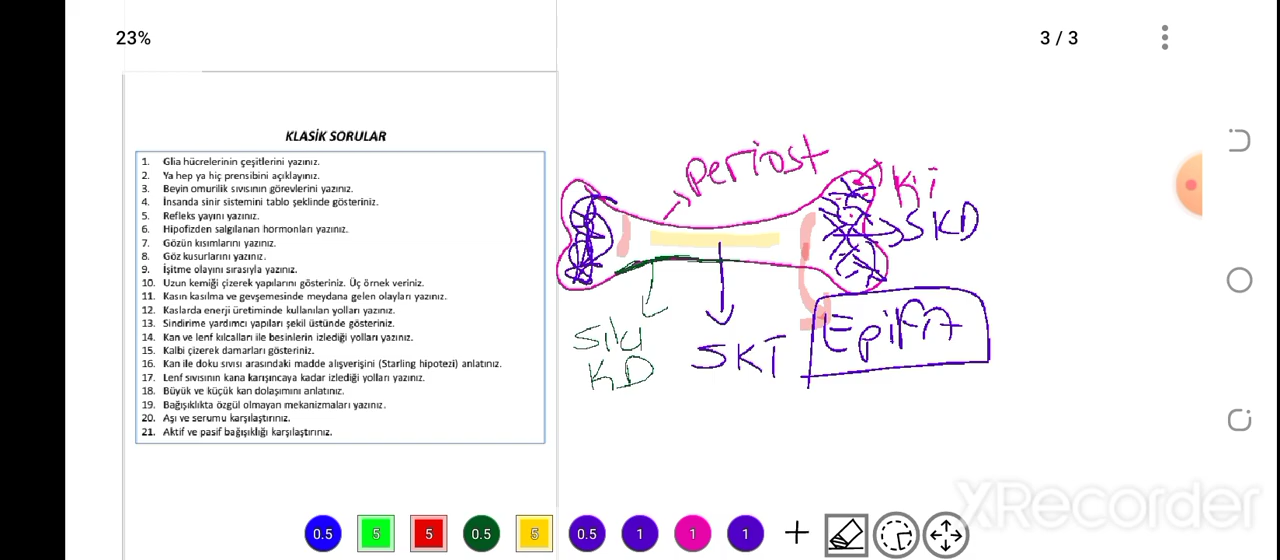 23%
3 / 3
KLASİK SORULAR
1. Glia hücrelerinin çeşitlerini yazınız.
2. Ya hep ya hiç prensibini açıklayınız.
3. Beyin omurilik sıvısının görevlerini yazınız.
4. İnsanda sinir sistemini tablo şeklinde gösteriniz.
5. Refleks yayını yazınız.
6. Hipofizden salgılanan hormonları yazınız.
7. Gözün kısımlarını yazınız.
8. Göz kusurlarını yazınız.
9. İşitme olayını sırasıyla yazınız.
10. Uzun kemiği çizerek yapılarını gösteriniz. Üç örnek veriniz.
11. Kasın kasılma ve gevşemesinde meydana gelen olayları yazınız.
12. Kaslarda enerji üretiminde kullanılan yolları yazınız.
13. Sindirime yardımcı yapıları şekil üstünde gösteriniz.
14. Kan ve lenf kılcalları ile besinlerin izlediği yolları yazınız.
15. Kalbi çizerek damarları gösteriniz.
16. Kan ile doku sıvısı arasındaki madde alışverişini (Starling hipotezi) anlatınız.
17. Lenf sıvısının kana karışıncaya kadar izlediği yolları yazınız.
18. Büyük ve küçük kan dolaşımını anlatınız.
19. Bağışıklıkta özgül olmayan mekanizmaları yazınız.
20. Aşı ve serumu karşılaştırınız.
21. Aktif ve pasif bağışıklığı karşılaştırınız.
Periost
KI
SKD
Sıkı
KD
SKİ
0.5
5
5
0.5
5
0.5
1
1
1
XRecorder